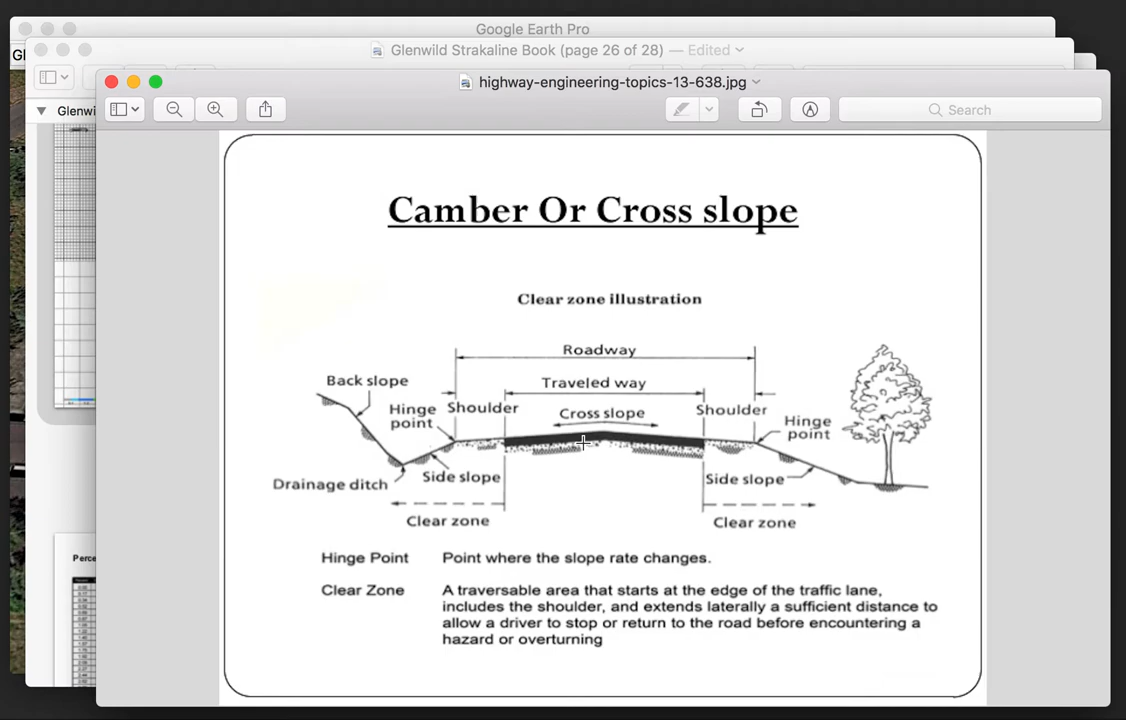 Google Earth Pro
Gl
Glenwild Strakaline Book (page 26 of 28) — Edited
highway-engineering-topics-13-638.jpg
Search
Glenwi
Camber Or Cross slope
Clear zone illustration
Roadway
Back slope
Traveled way
Hinge point
Shoulder
Cross slope
Shoulder
Hinge point
Drainage ditch
Side slope
Side slope
Clear zone
Clear zone
Hinge Point Point where the slope rate changes.
Clear Zone A traversable area that starts at the edge of the traffic lane,
includes the shoulder, and extends laterally a sufficient distance to
allow a driver to stop or return to the road before encountering a
hazard or overturning
Perce